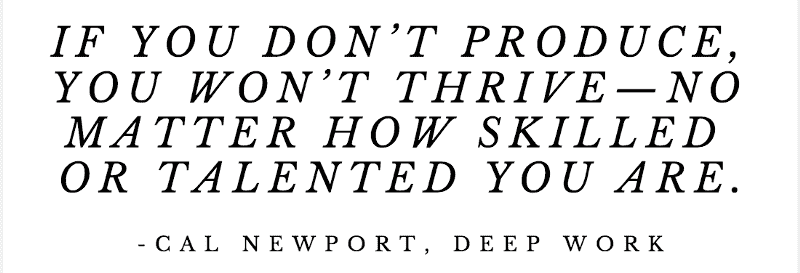 IF YOU DON’T PRODUCE,
YOU WON’T THRIVE—NO
MATTER HOW SKILLED
OR TALENTED YOU ARE.
-CAL NEWPORT, DEEP WORK